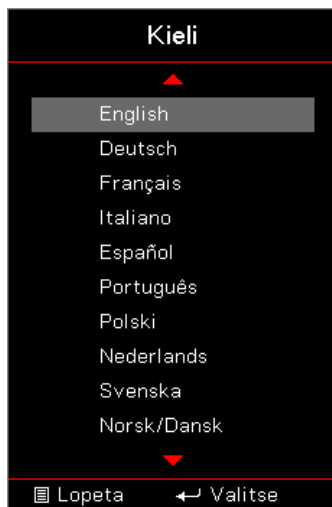 Kieli
English
Deutsch
Français
Italiano
Español
Português
Polski
Nederlands
Svenska
Norsk/Dansk
Lopeta Valitse